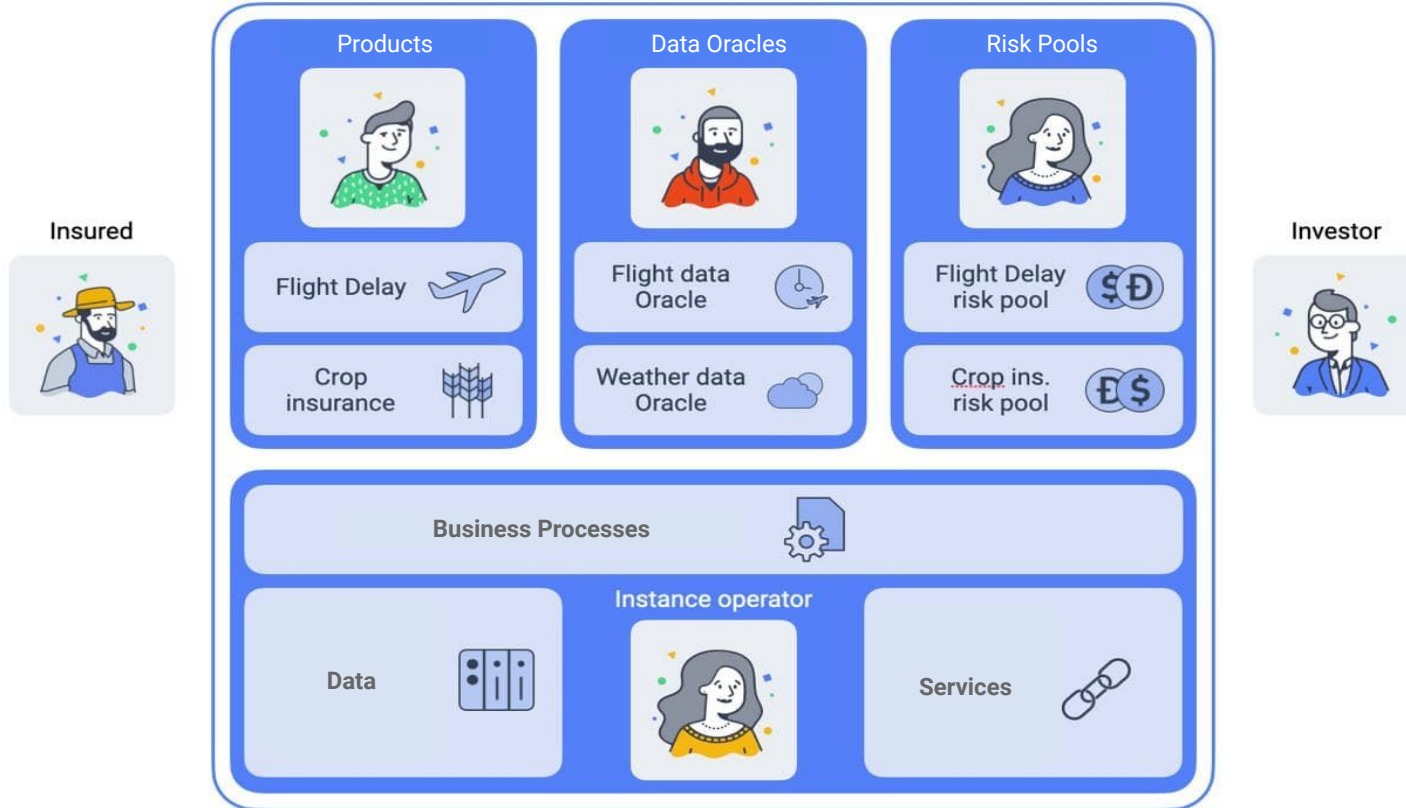 Products
Data Oracles
Risk Pools
Insured
Investor
Flight Delay
Flight data
Oracle
Flight Delay
risk pool
Crop
insurance
Weather data
Oracle
Crop ins.
risk pool
Business Processes
Instance operator
Data
Services